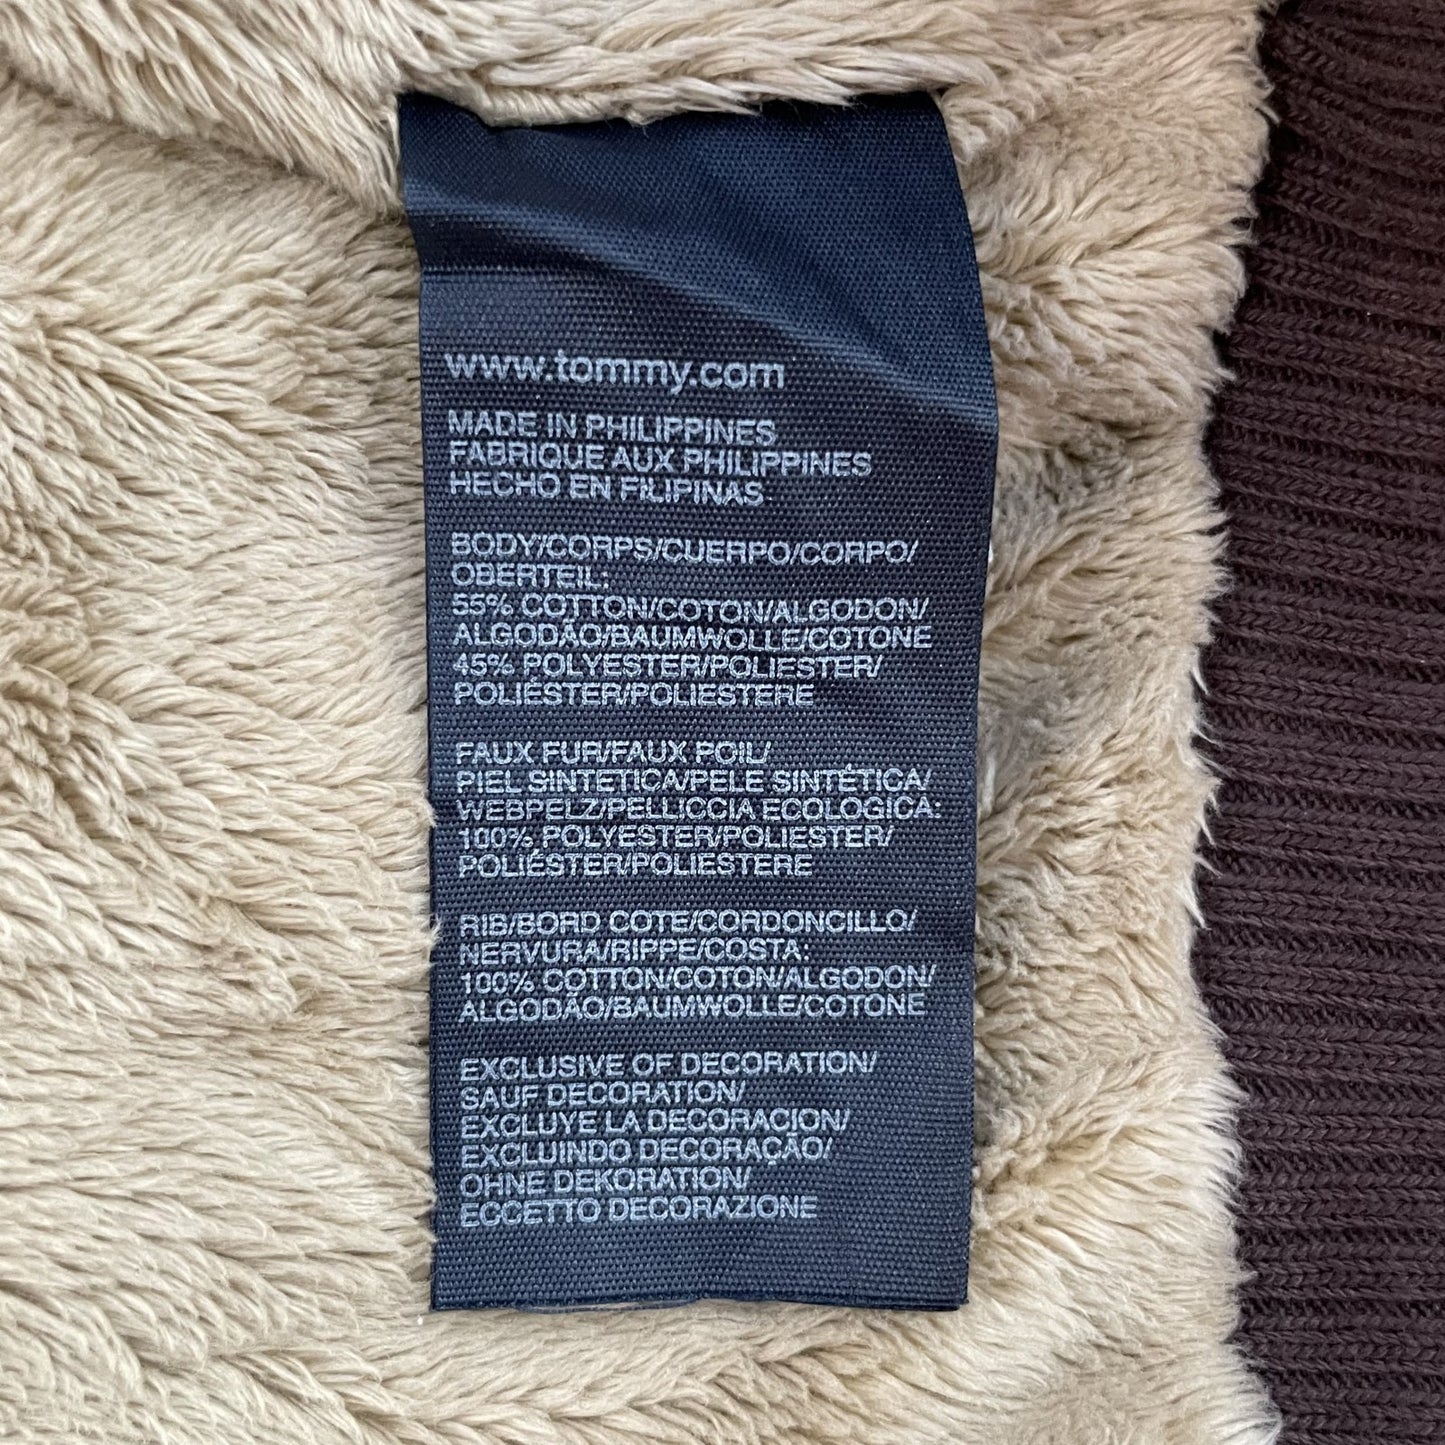 www.tommy.com
MADE IN PHILIPPINES
FABRIQUE AUX PHILIPPINES
HECHO EN FILIPINAS
BODY/CORPS/CUERPO/CORPO/
OBERTEIL:
55% COTTON/COTON/ALGODON/
ALGODÃO/BAUMWOLLE/COTONE
45% POLYESTER/POLIESTER/
POLIÉSTER/POLIESTERE
FAUX FUR/FAUX POIL/
PIEL SINTETICA/PELE SINTÉTICA/
WEBPELZ/PELLICCIA ECOLOGICA:
100% POLYESTER/POLIESTER/
POLIÉSTER/POLIESTERE
RIB/BORD COTE/CORDONCILLO/
NERVURA/RIPPE/COSTA:
100% COTTON/COTON/ALGODON/
ALGODÃO/BAUMWOLLE/COTONE
EXCLUSIVE OF DECORATION/
SAUF DECORATION/
EXCLUYE LA DECORACION/
EXCLUINDO DECORAÇÃO/
OHNE DEKORATION/
ECCETTO DECORAZIONE